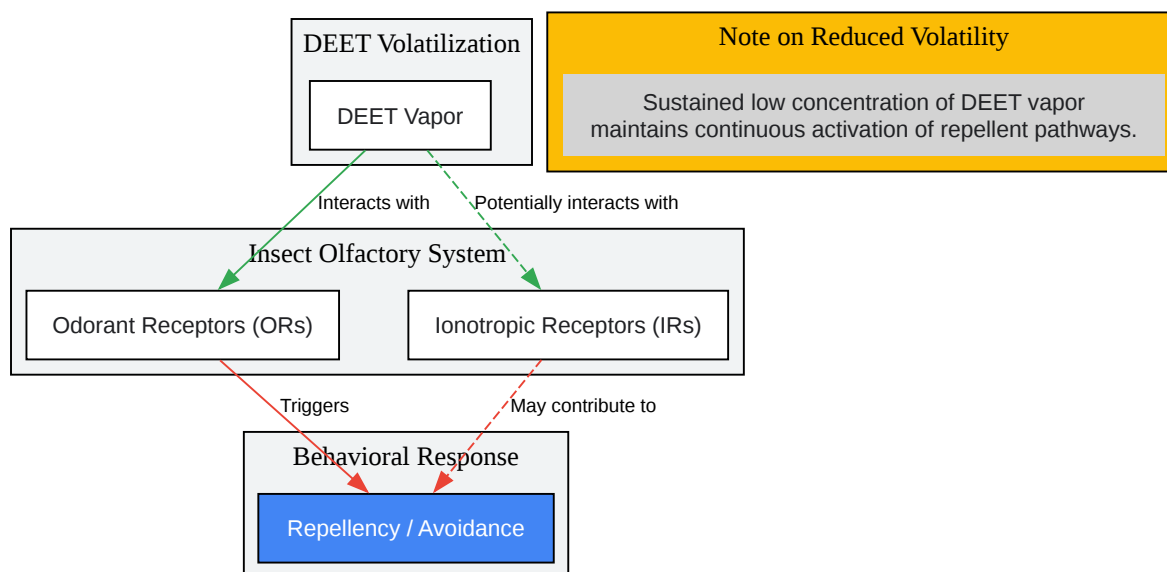 DEET Volatilization
DEET Vapor
Note on Reduced Volatility
Sustained low concentration of DEET vapor
maintains continuous activation of repellent pathways.
Interacts with
Potentially interacts with
Insect Olfactory System
Odorant Receptors (ORs)
Ionotropic Receptors (IRs)
Triggers
May contribute to
Behavioral Response
Repellency / Avoidance